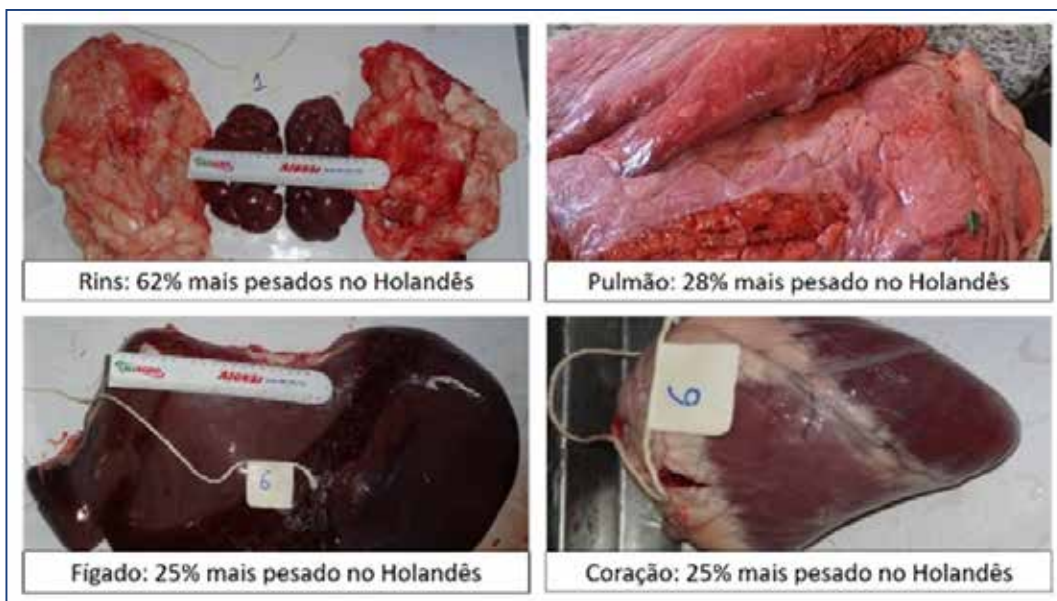 1
Rins: 62% mais pesados no Holandês
Pulmão: 28% mais pesado no Holandês
6
Fígado: 25% mais pesado no Holandês
6
Coração: 25% mais pesado no Holandês